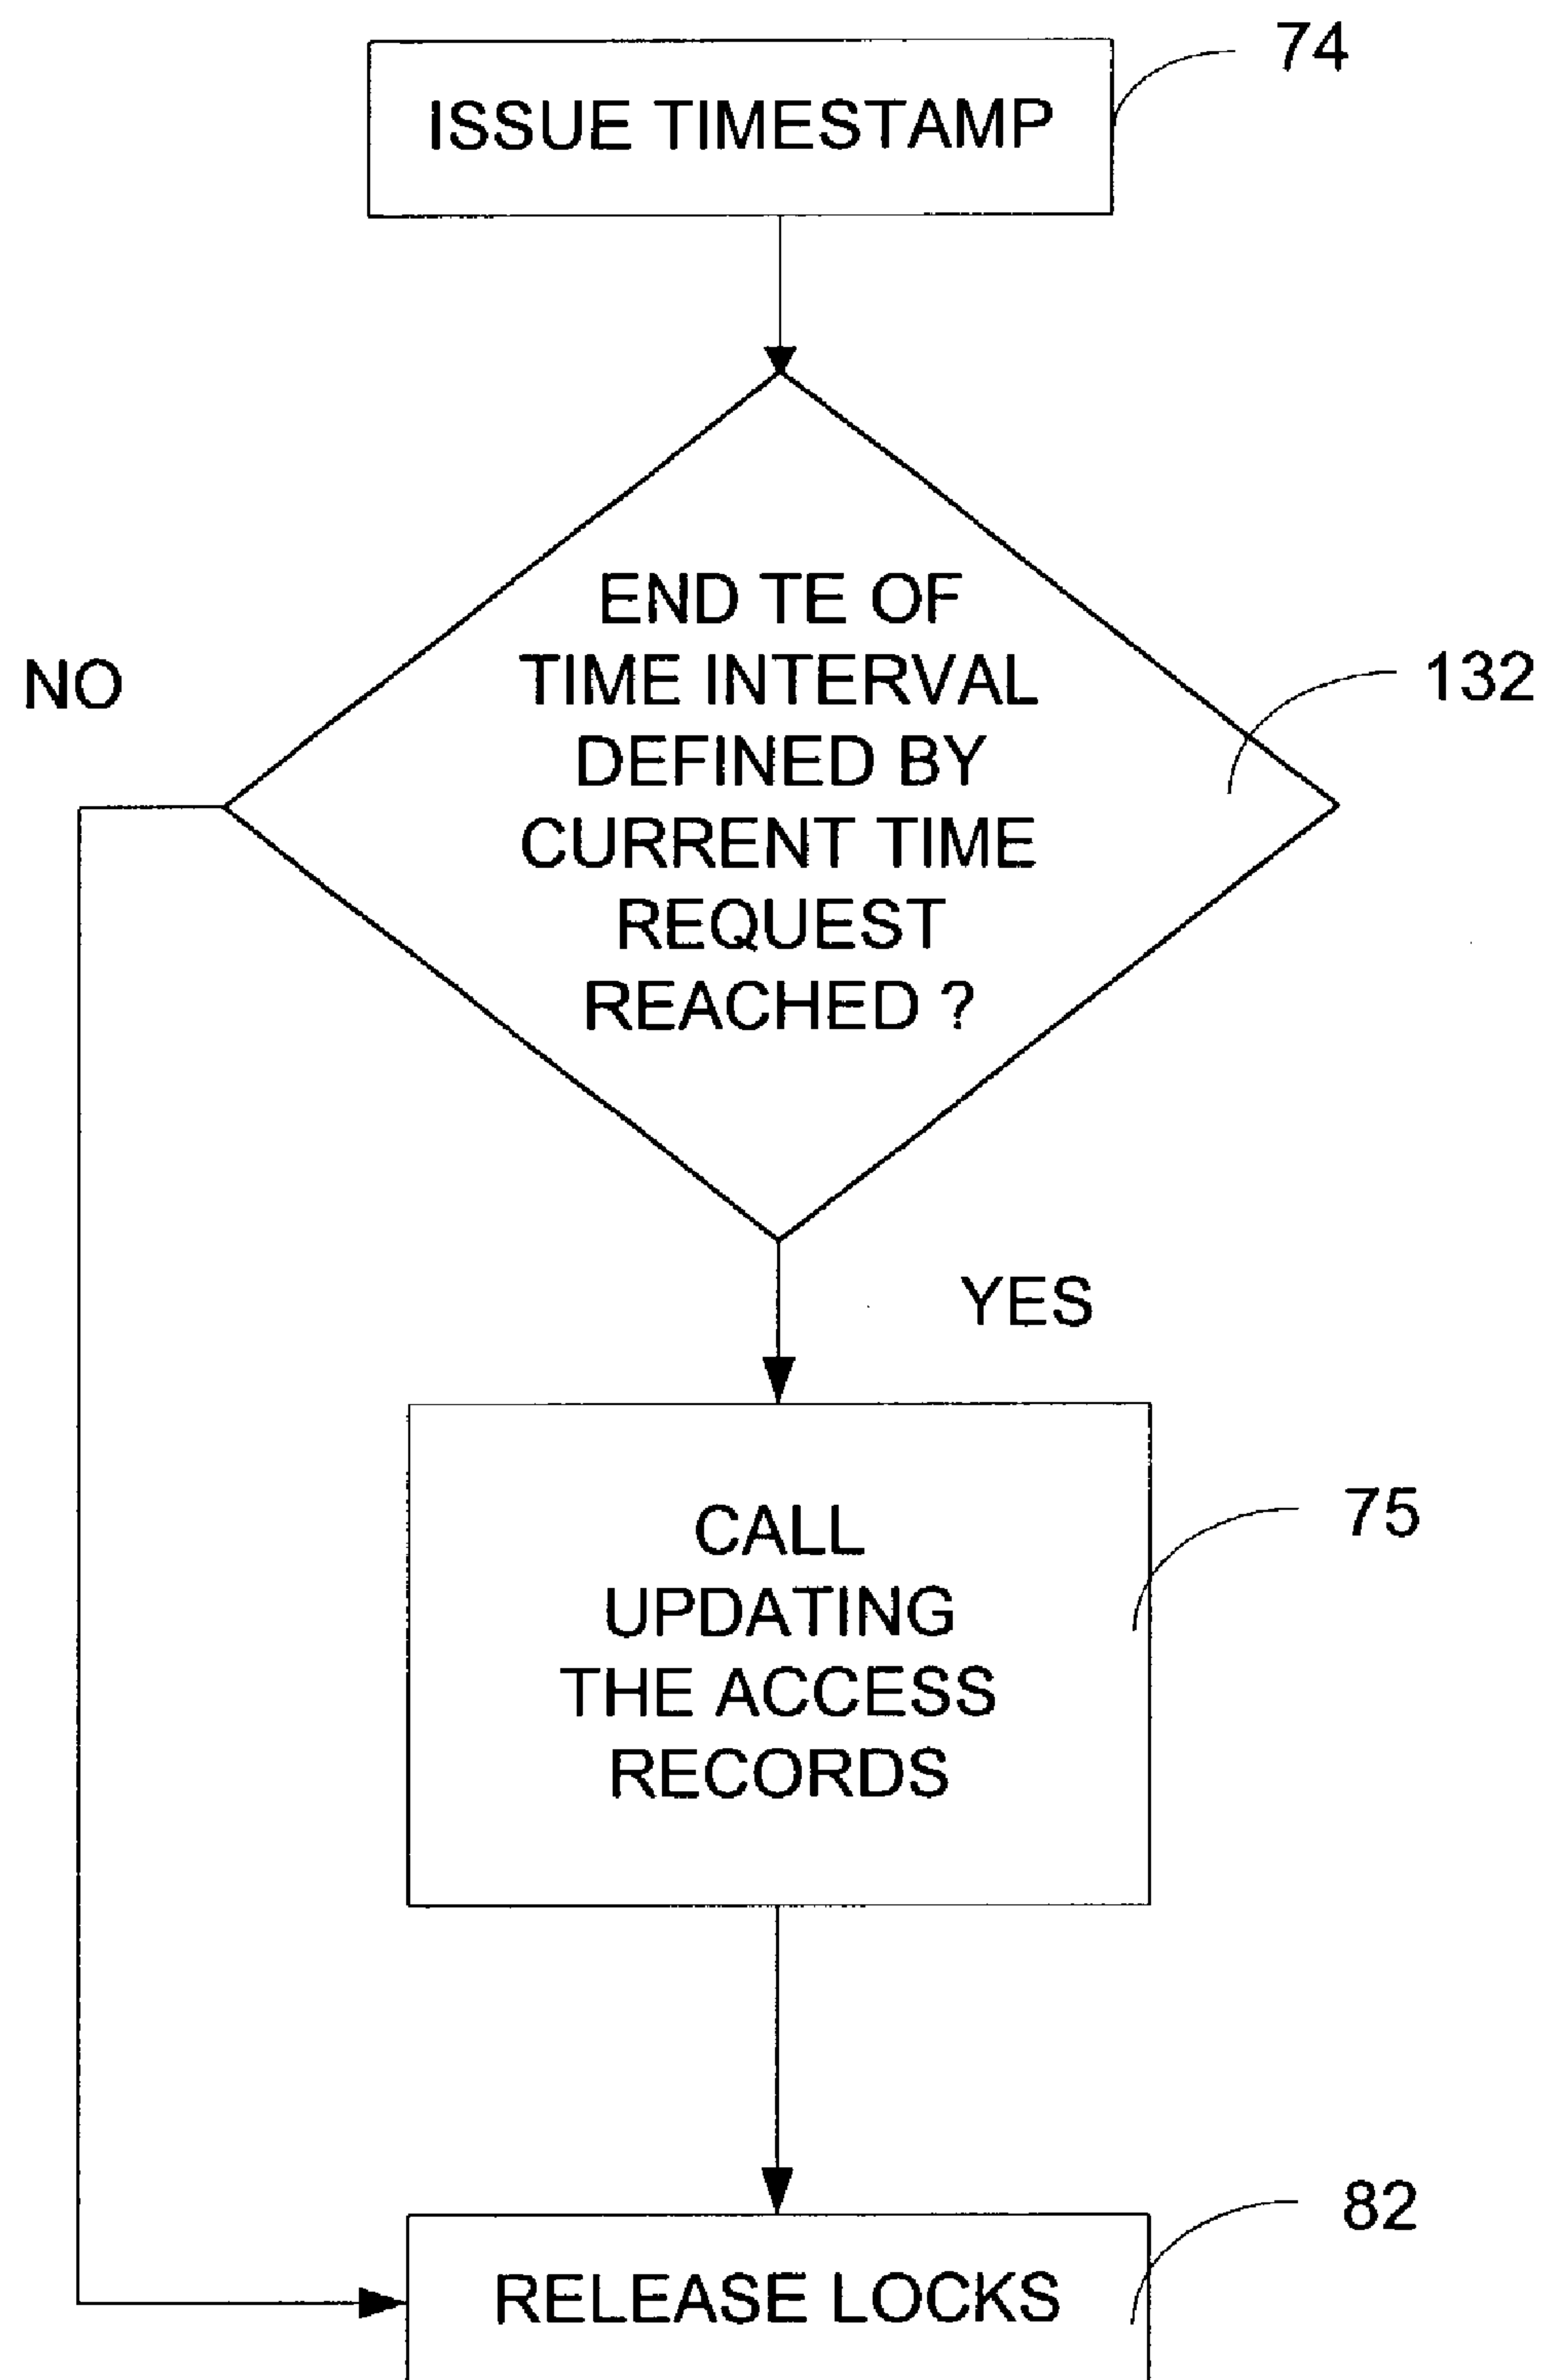 74
ISSUE TIMESTAMP
END TE OF
TIME INTERVAL
DEFINED BY
CURRENT TIME
REQUEST
REACHED ?
NO
132
YES
CALL
UPDATING
THE ACCESS
RECORDS
75
82
RELEASE LOCKS